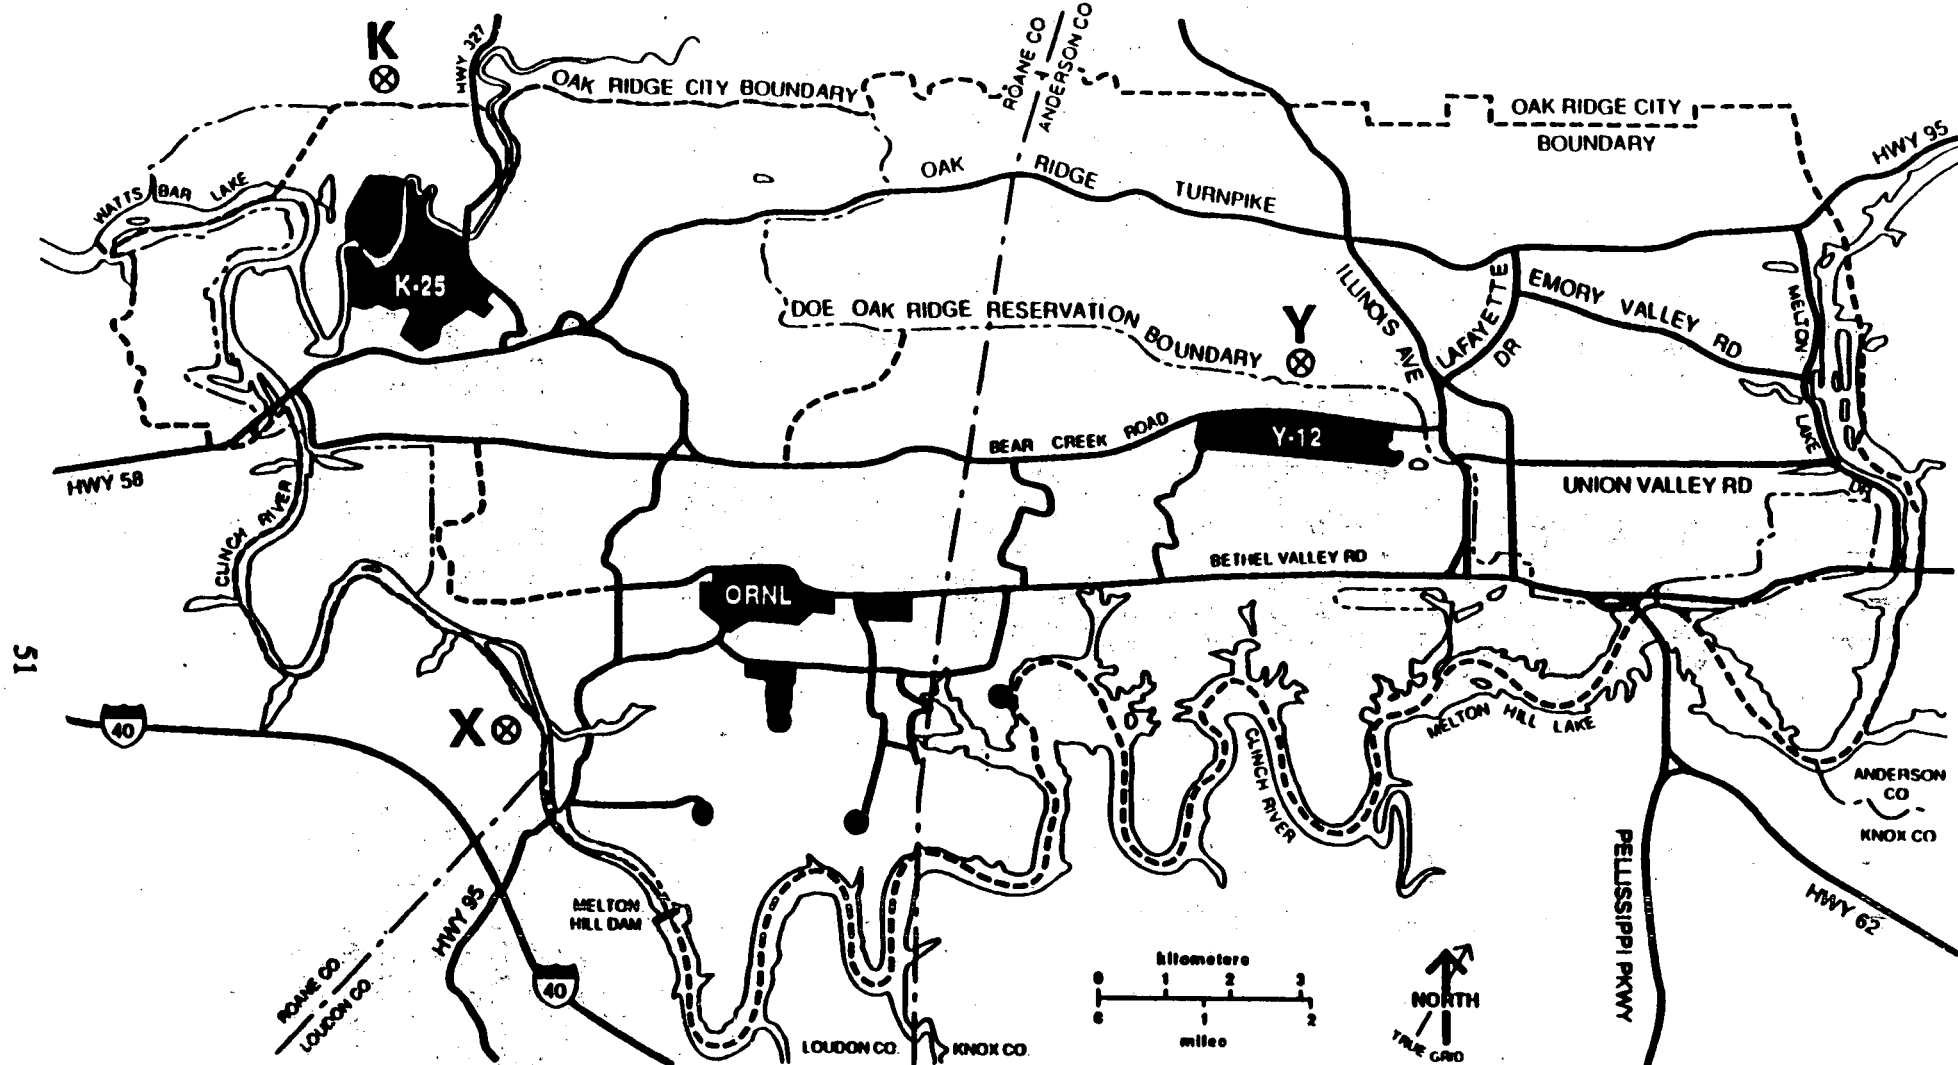 K
HWY 327
OAK RIDGE CITY BOUNDARY
ROANE CO
ANDERSON CO
OAK RIDGE CITY
BOUNDARY
HWY 95
WATTS BAR LAKE
OAK RIDGE TURNPIKE
K-25
ILLINOIS AVE
LAFAYETTE
DR
EMORY VALLEY RD
MELTON
LAKE
DR
DOE OAK RIDGE RESERVATION BOUNDARY
Y
BEAR CREEK ROAD
Y-12
HWY 58
UNION VALLEY RD
CLINCH RIVER
BETHEL VALLEY RD
ORNL
51
40
X
MELTON HILL LAKE
CLINCH RIVER
ANDERSON
CO
KNOX CO
PELLISSIPPI PKWY
HWY 62
MELTON
HILL DAM
HWY 95
40
ROANE CO.
LOUDON CO.
LOUDON CO.
KNOX CO.
kilometers
0 1 2 3
0 1 2
miles
NORTH
TRUE GRID